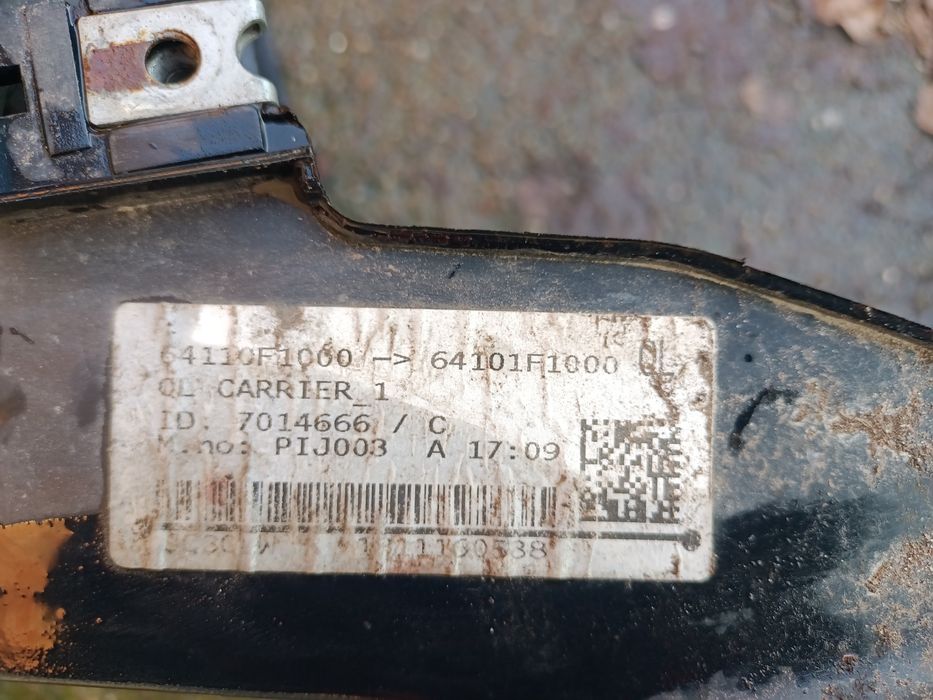 64110F1000 -> 64101F1000 QL
QL CARRIER_1
ID: 7014666 / C
M.no: PIJ003 A 17:09